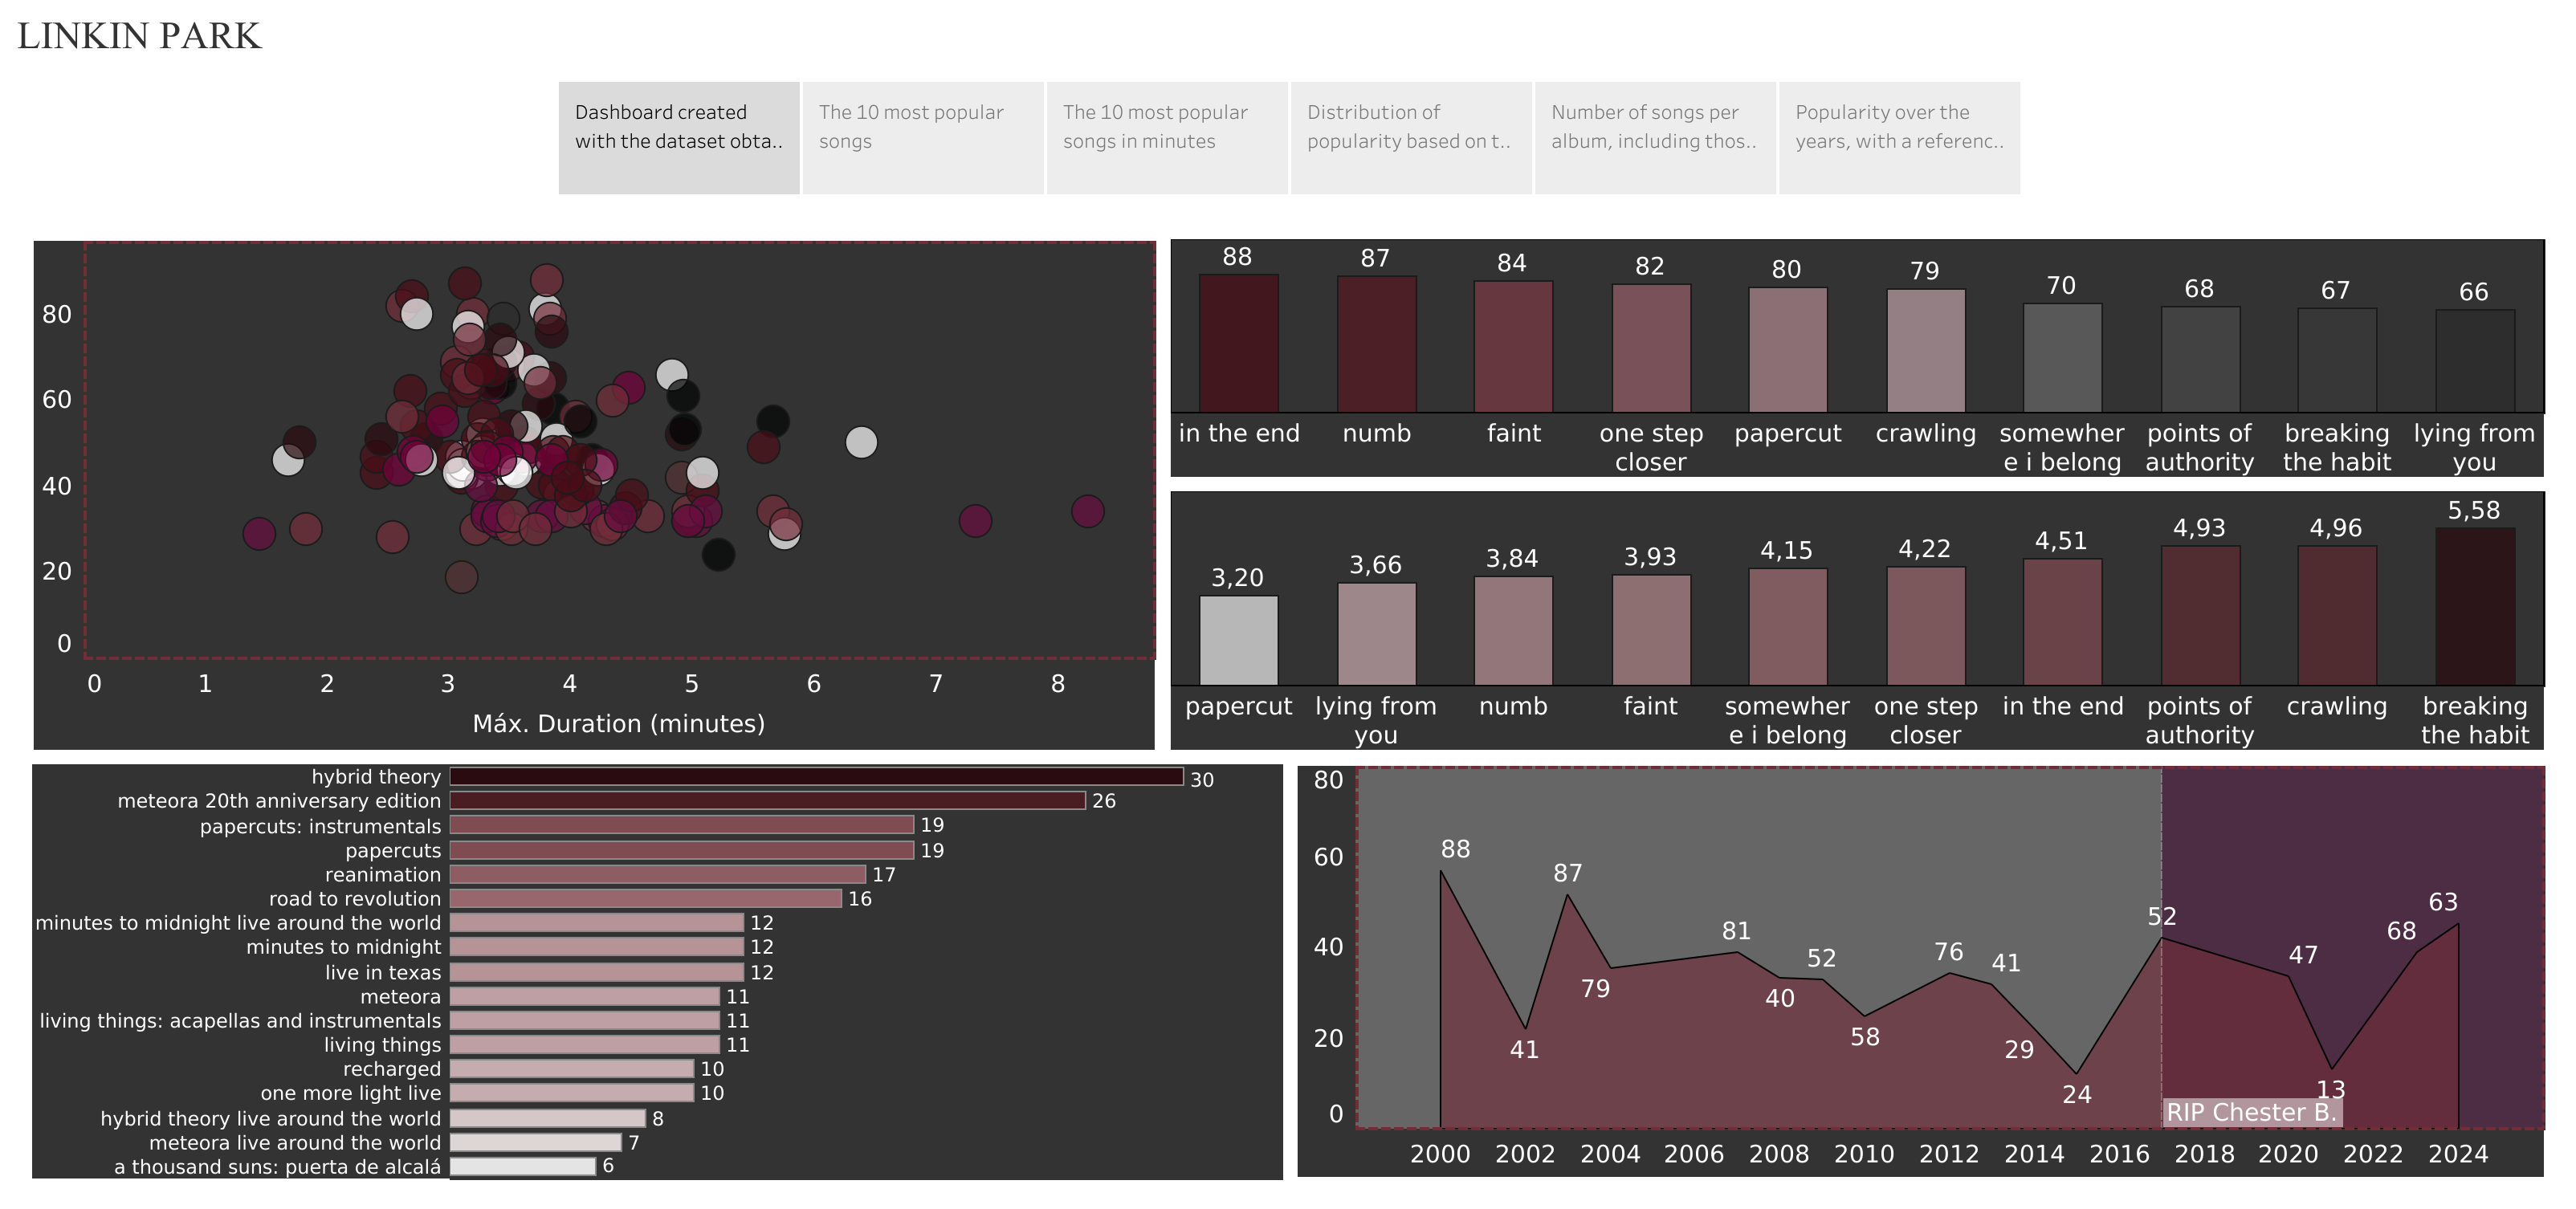 LINKIN PARK
Dashboard created
with the dataset obta..
The 10 most popular
songs
The 10 most popular
songs in minutes
Distribution of
popularity based on t..
Number of songs per
album, including thos..
Popularity over the
years, with a referenc..
80
60
40
20
0
0 1 2 3 4 5 6 7 8
Máx. Duration (minutes)
88 87 84 82 80 79 70 68 67 66
in the end numb faint one step papercut crawling somewher points of breaking lying from
closer e i belong authority the habit you
3,20 3,66 3,84 3,93 4,15 4,22 4,51 4,93 4,96 5,58
papercut lying from numb faint somewher one step in the end points of crawling breaking
you e i belong closer authority the habit
hybrid theory 30
meteora 20th anniversary edition 26
papercuts: instrumentals 19
papercuts 19
reanimation 17
road to revolution 16
minutes to midnight live around the world 12
minutes to midnight 12
live in texas 12
meteora 11
living things: acapellas and instrumentals 11
living things 11
recharged 10
one more light live 10
hybrid theory live around the world 8
meteora live around the world 7
a thousand suns: puerta de alcalá 6
80
60
40
20
0
88 41 87 79 81 40 52 58 76 41 29 24 52 47 13 68 63
RIP Chester B.
2000 2002 2004 2006 2008 2010 2012 2014 2016 2018 2020 2022 2024